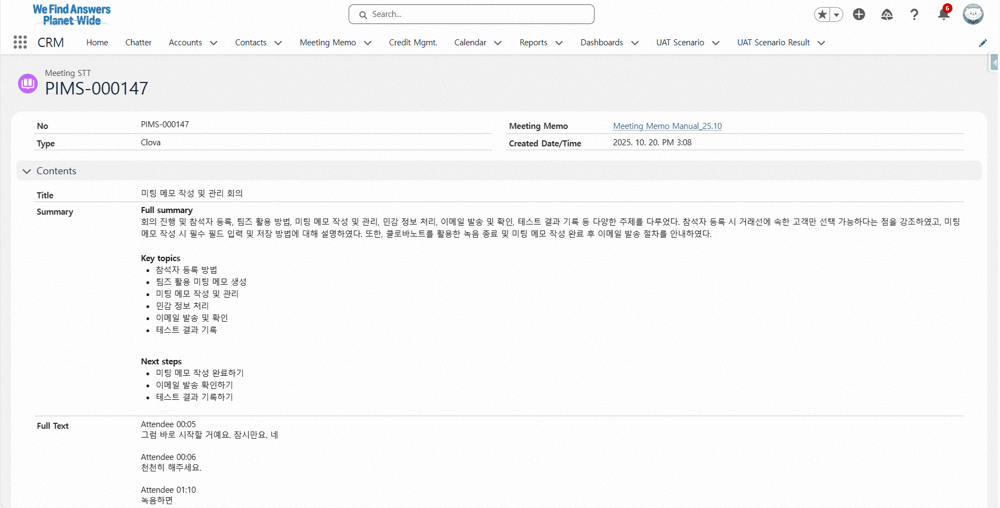 We Find Answers
Planet Wide
Search...
6
CRM
Home
Chatter
Accounts
Contacts
Meeting Memo
Credit Mgmt.
Calendar
Reports
Dashboards
UAT Scenario
UAT Scenario Result
Meeting STT
PIMS-000147
No
PIMS-000147
Meeting Memo
Meeting Memo Manual_25.10
Type
Clova
Created Date/Time
2025. 10. 20. PM 3:08
Contents
Title
미팅 메모 작성 및 관리 회의
Summary
Full summary
회의 진행 및 참석자 등록, 팀즈 활용 방법, 미팅 메모 작성 및 관리, 민감 정보 처리, 이메일 발송 및 확인, 테스트 결과 기록 등 다양한 주제를 다루었다. 참석자 등록 시 거래선에 속한 고객만 선택 가능하다는 점을 강조하였고, 미팅
메모 작성 시 필수 필드 입력 및 저장 방법에 대해 설명하였다. 또한, 클로바노트를 활용한 녹음 종료 및 미팅 메모 작성 완료 후 이메일 발송 절차를 안내하였다.
Key topics
• 참석자 등록 방법
• 팀즈 활용 미팅 메모 생성
• 미팅 메모 작성 및 관리
• 민감 정보 처리
• 이메일 발송 및 확인
• 테스트 결과 기록
Next steps
• 미팅 메모 작성 완료하기
• 이메일 발송 확인하기
• 테스트 결과 기록하기
Full Text
Attendee 00:05
그럼 바로 시작할 거예요. 잠시만요. 네
Attendee 00:06
천천히 해주세요.
Attendee 01:10
녹음하면